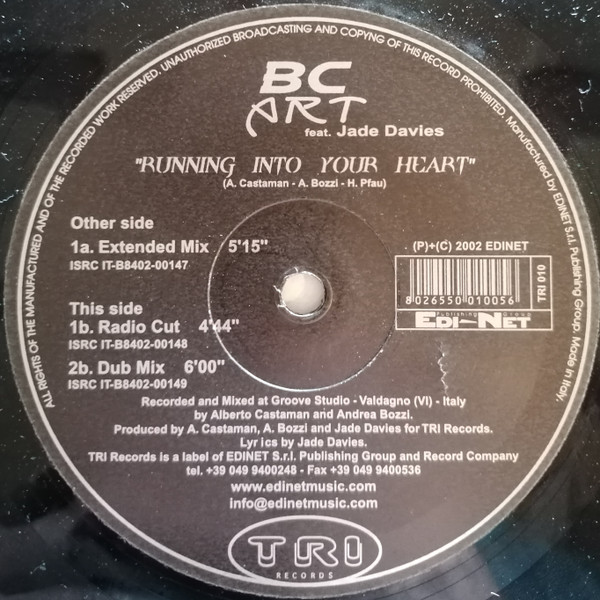 ALL RIGHTS OF THE MANUFACTURED AND OF THE RECORDED WORK RESERVED. UNAUTHORIZED BROADCASTING AND COPYNG OF THIS RECORD PROHIBITED. Manufactured by EDINET S.r.l. Publishing Group. Made in Italy.
BC
ART
feat. Jade Davies
"RUNNING INTO YOUR HEART"
(A. Castaman - A. Bozzi - H. Pfau)
Other side
1a. Extended Mix 5'15"
ISRC IT-B8402-00147
(P)+(C) 2002 EDINET
8 026550 010056
TRI 010
Publishing Group
EDI-NET
This side
1b. Radio Cut 4'44"
ISRC IT-B8402-00148
2b. Dub Mix 6'00"
ISRC IT-B8402-00149
Recorded and Mixed at Groove Studio - Valdagno (VI) - Italy
by Alberto Castaman and Andrea Bozzi.
Produced by A. Castaman, A. Bozzi and Jade Davies for TRI Records.
Lyr ics by Jade Davies.
TRI Records is a label of EDINET S.r.l. Publishing Group and Record Company
tel. +39 049 9400248 - Fax +39 049 9400536
www.edinetmusic.com
info@edinetmusic.com
TRI
RECORDS